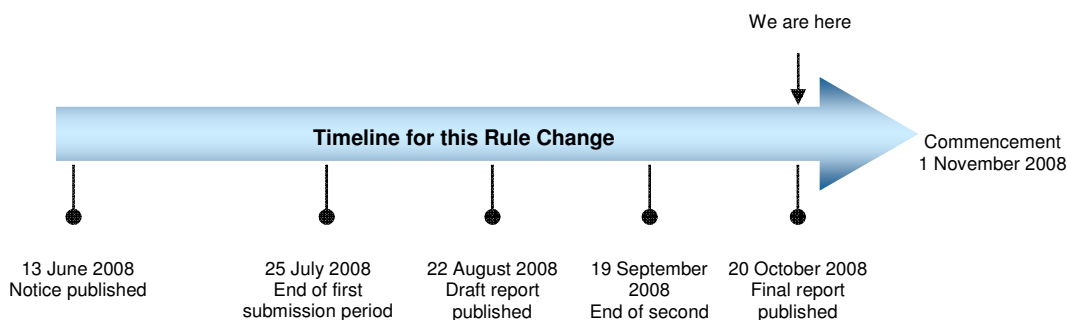 We are here
Timeline for this Rule Change
Commencement
1 November 2008
13 June 2008
Notice published
25 July 2008
End of first
submission period
22 August 2008
Draft report
published
19 September
2008
End of second
20 October 2008
Final report
published